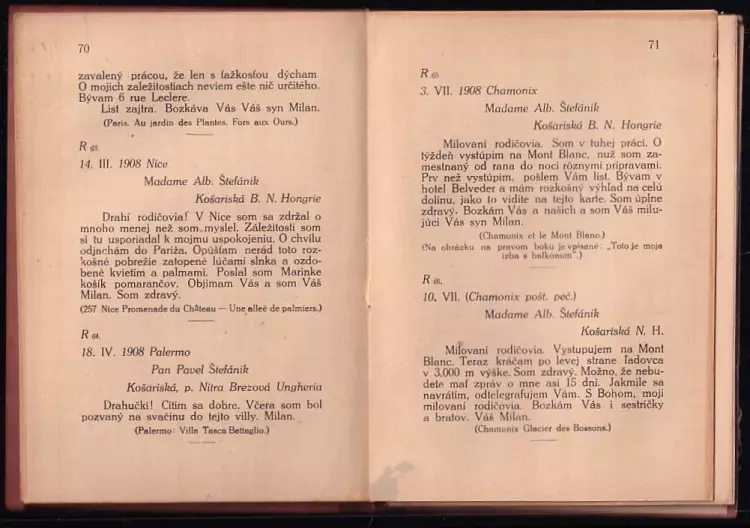 70
zavalený prácou, že len s ťažkosťou dýcham
O mojich zaležitostiach neviem ešte nič určitého.
Bývam 6 rue Leclere.
List zajtra. Bozkáva Vás Váš syn Milan.
(Paris. Au jardin des Plantes. Fors aux Ours.)
R 63.
14. III. 1908 Nice
Madame Alb. Štefánik
Košariská B. N. Hongrie
Drahí rodičovia! V Nice som sa zdržal o
mnoho menej než som myslel. Záležitosti som
si tu usporiadal k mojmu uspokojeniu. O chvílu
odjachám do Paríža. Opúšťam nerád toto roz-
košné pobrežie zatopené lúčami slnka a ozdo-
bené kvietim a palmami. Poslal som Marinke
košík pomarančov. Objímam Vás a som Váš
Milan. Som zdravý.
(257 Nice Promenade du Château — Une alleé de palmiers.)
R 64.
18. IV. 1908 Palermo
Pan Pavel Štefánik
Košariská, p. Nitra Brezová Ungheria
Drahučkí! Cítim sa dobre. Včera som bol
pozvaný na svačinu do tejto villy. Milan.
(Palermo: Villa Tasca Bettaglio.)
71
R 65
3. VII. 1908 Chamonix
Madame Alb. Štefánik
Košariská B. N. Hongrie
Milovaní rodičovia. Som v tuhej práci. O
týždeň vystúpim na Mont Blanc, nuž som za-
mestnaný od rana do noci rôznymi prípravami.
Prv než vystúpim, pošlem Vám list. Bývam v
hotel Belveder a mám rozkošný výhľad na celú
dolinu, jako to vidíte na tejto karte. Som úplne
zdravý. Bozkám Vás a našich a som Váš milu-
júci Vás syn Milan.
(Chamonix et le Mont Blanc.)
(Na obrázku na pravom boku je vpísané: „Toto je moja
izba s balkonom".)
R 66.
10. VII. (Chamonix pošt. peč.)
Madame Alb. Štefánik
Košariská N. H.
Milovaní rodičovia. Vystupujem na Mont
Blanc. Teraz kráčam po levej strane ľadovca
v 3.000 m výške. Som zdravý. Možno, že nebu-
dete mať zpráv o mne asi 15 dní. Jakmile sa
navrátim, odtelegrafujem Vám. S Bohom, moji
milovaní rodičovia. Bozkám Vás i sestričky
a bratov. Váš Milan.
(Chamonix Glacier des Bossons.)